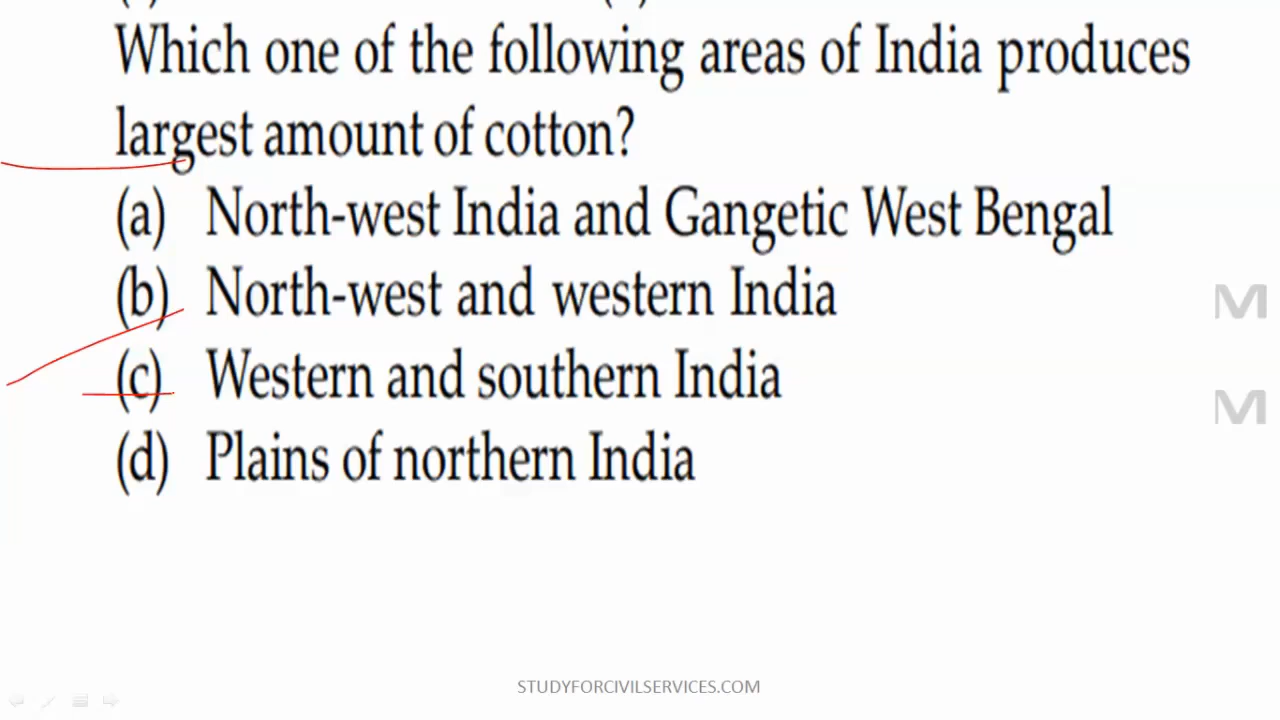 Which one of the following areas of India produces
largest amount of cotton?
(a) North-west India and Gangetic West Bengal
(b) North-west and western India
(c) Western and southern India
(d) Plains of northern India
M
M
STUDYFORCIVILSERVICES.COM